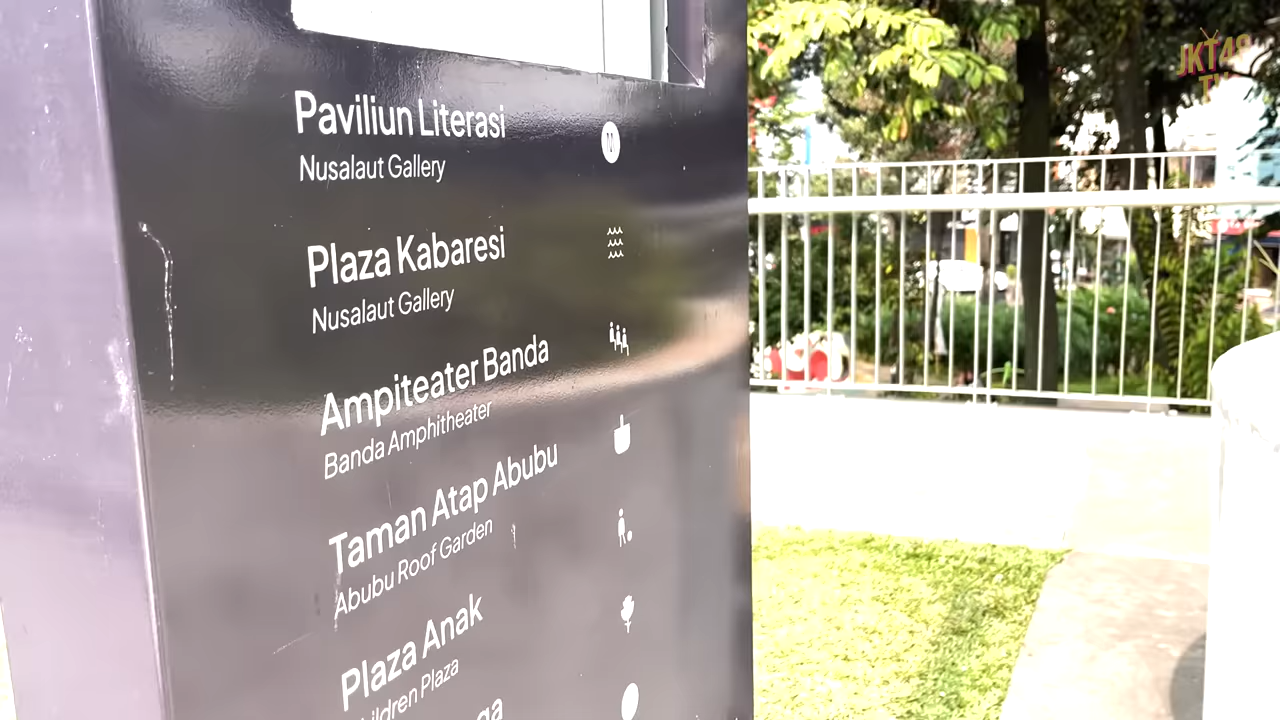 JKT48
TV
Paviliun Literasi
Nusalaut Gallery
Plaza Kabaresi
Nusalaut Gallery
Ampiteater Banda
Banda Amphitheater
Taman Atap Abubu
Abubu Roof Garden
Plaza Anak
Plaza